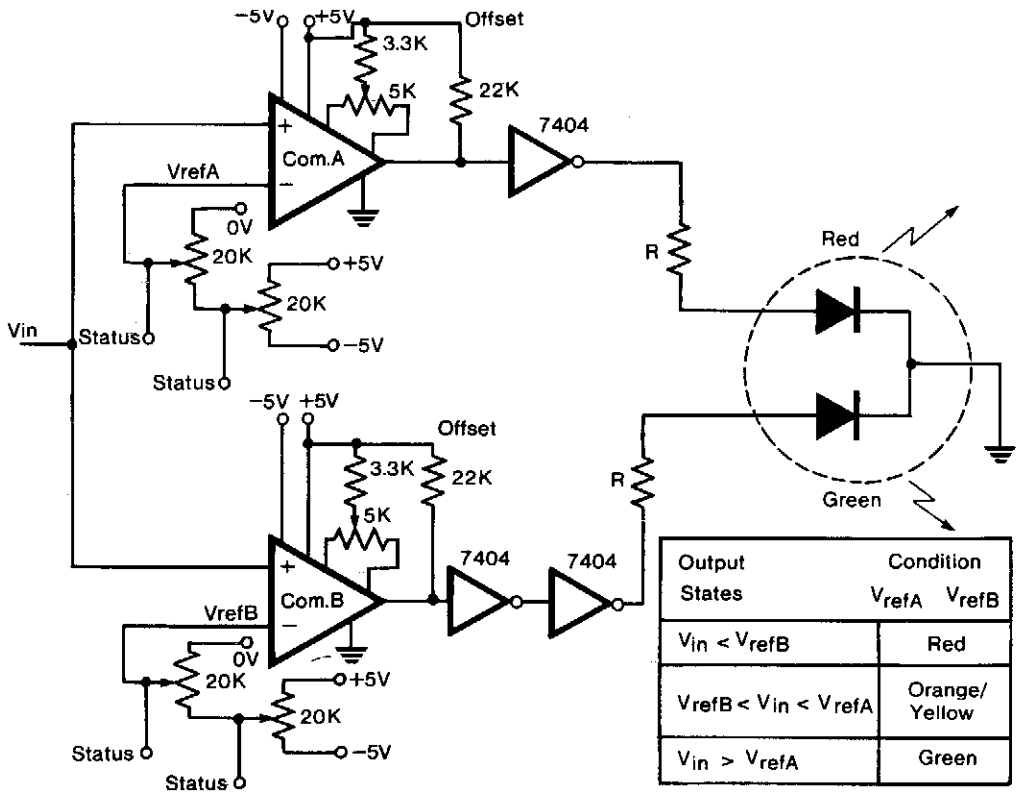 −5V +5V Offset
3.3K
5K 22K
7404
+
Com.A
VrefA
−
0V
20K
+5V
20K
−5V
Vin
Status
Status
R
Red
−5V +5V
Offset
3.3K 22K
5K
R
Green
7404 7404
+
Com.B
VrefB
−
0V
20K
+5V
20K
−5V
Status
Status
Output Condition
States VrefA VrefB
Vin < VrefB Red
VrefB < Vin < VrefA Orange/
Yellow
Vin > VrefA Green